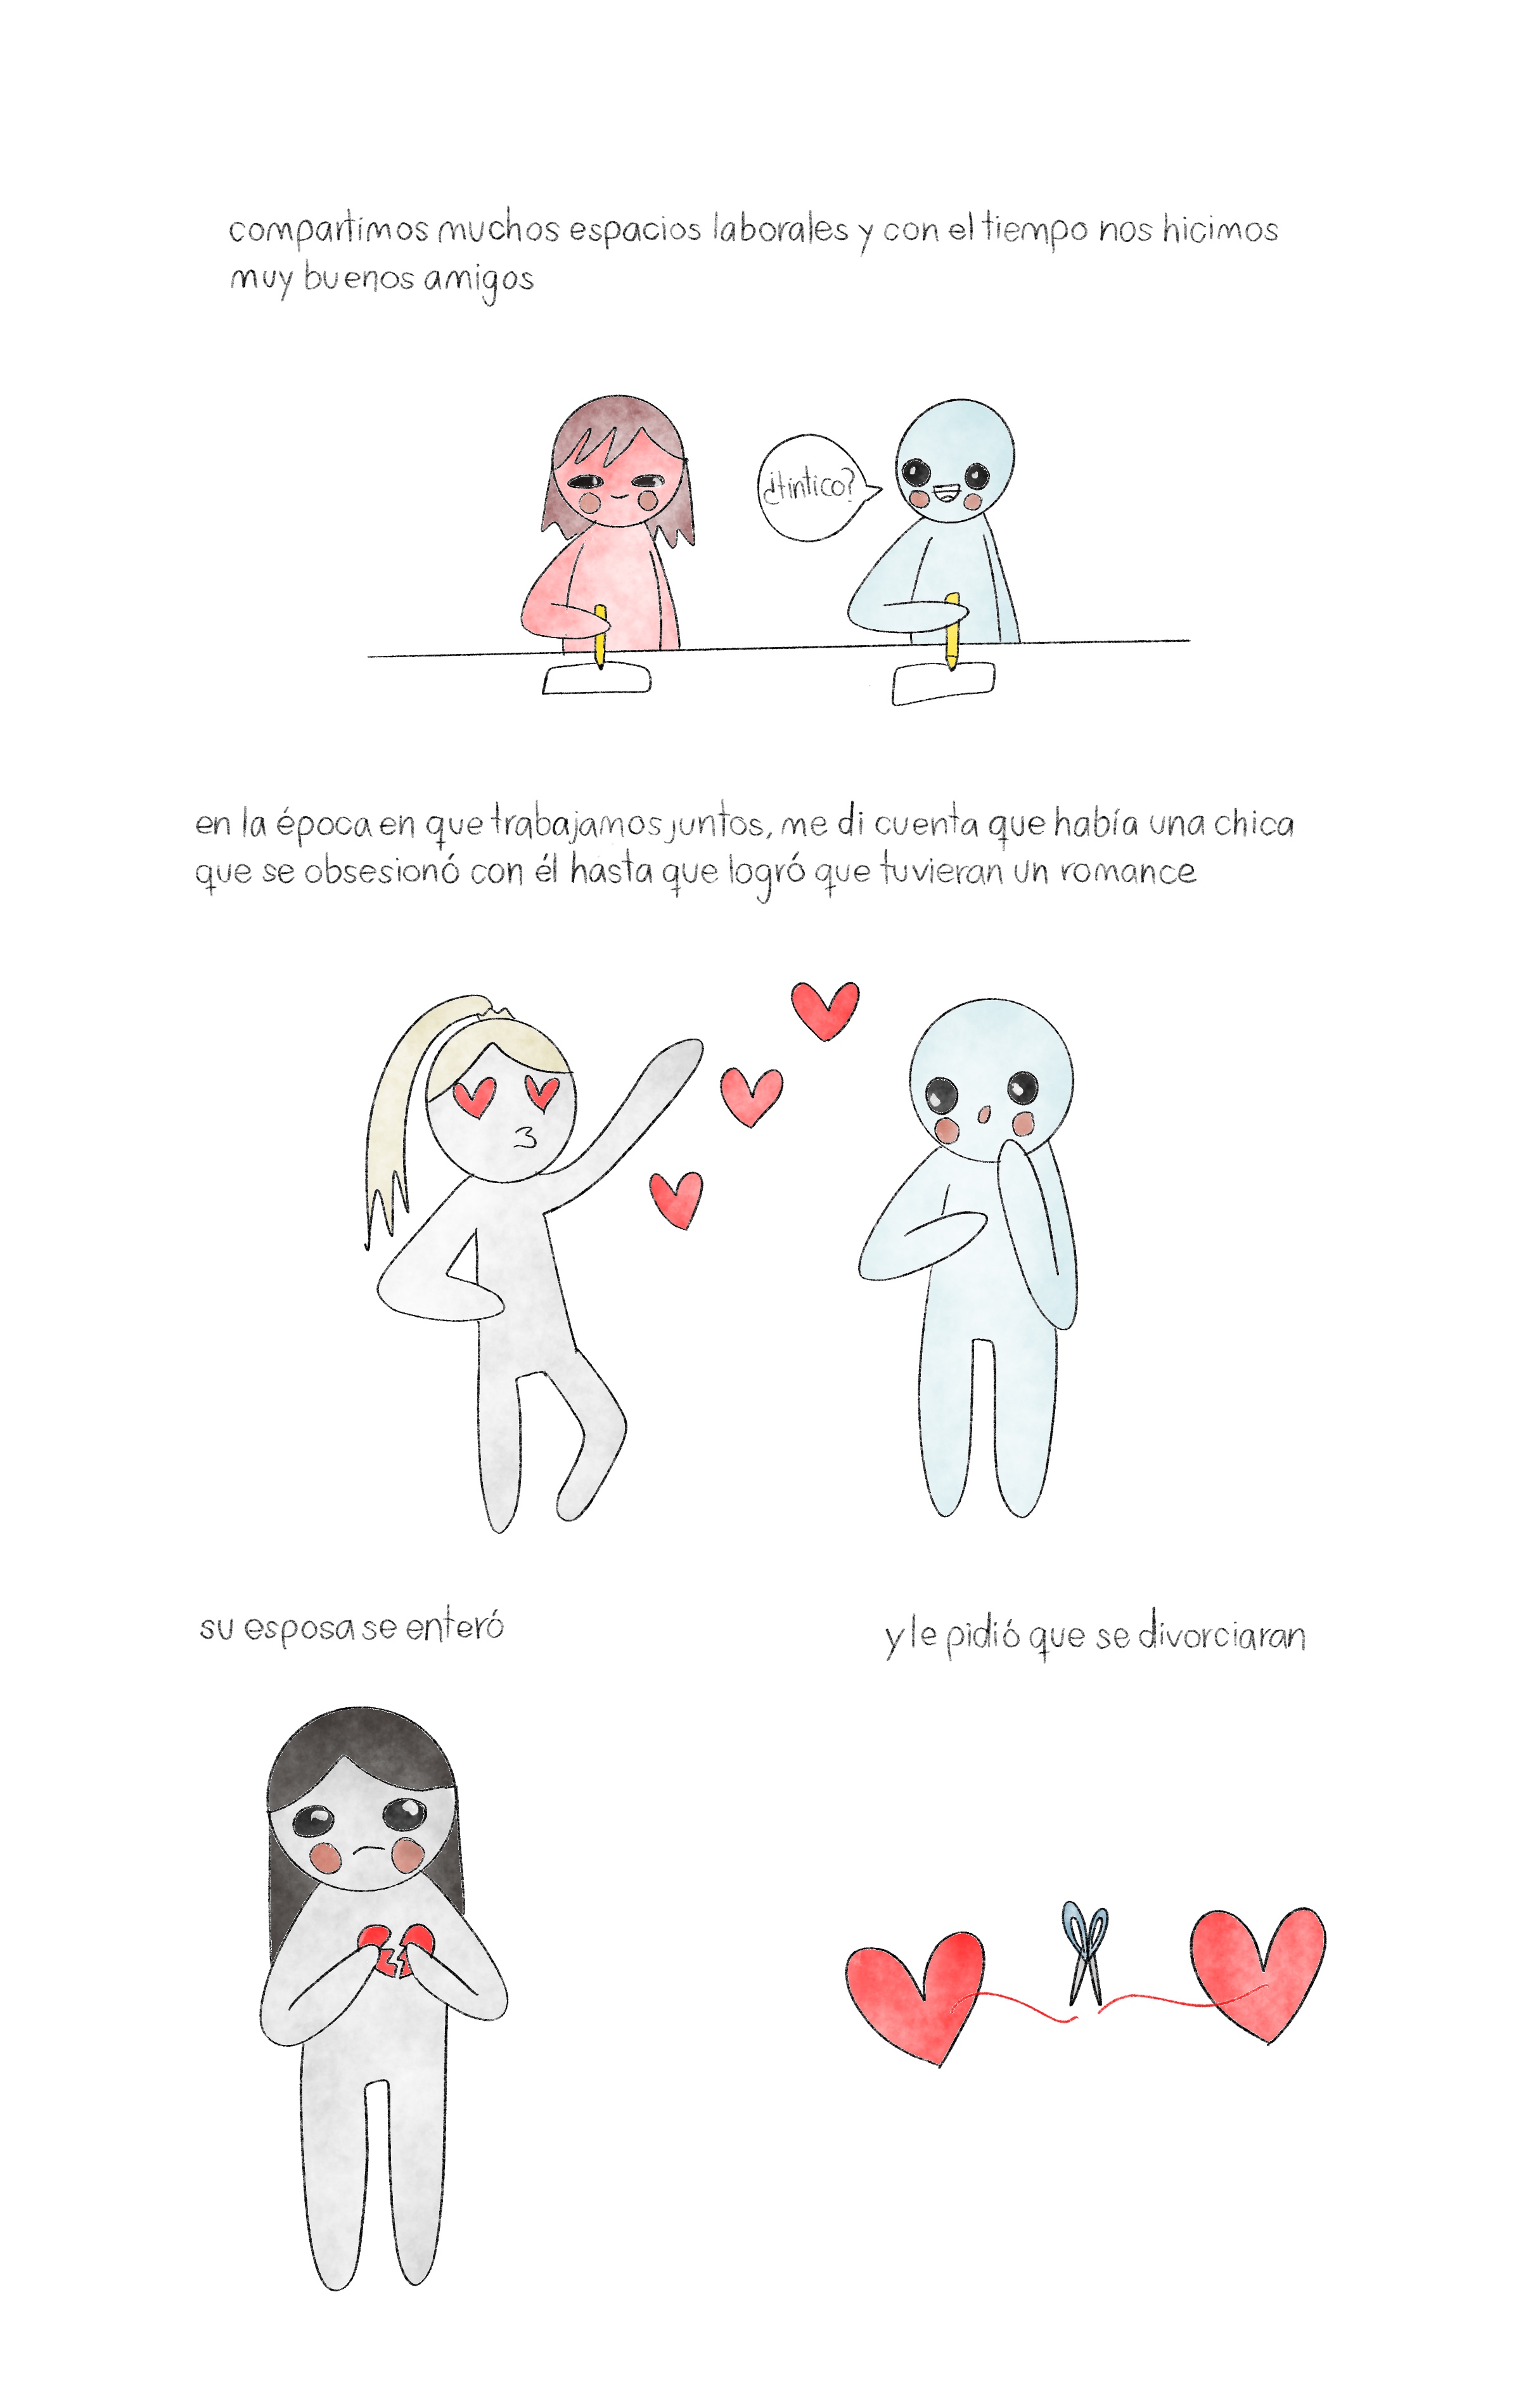 compartimos muchos espacios laborales y con el tiempo nos hicimos
muy buenos amigos
¿tintico?
en la época en que trabajamos juntos, me di cuenta que había una chica
que se obsesionó con él hasta que logró que tuvieran un romance
su esposa se enteró
y le pidió que se divorciaran